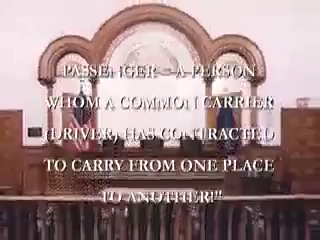 PASSENGER - A PERSON
WHOM A COMMON CARRIER
(DRIVER) HAS CONTRACTED
TO CARRY FROM ONE PLACE
TO ANOTHER!"